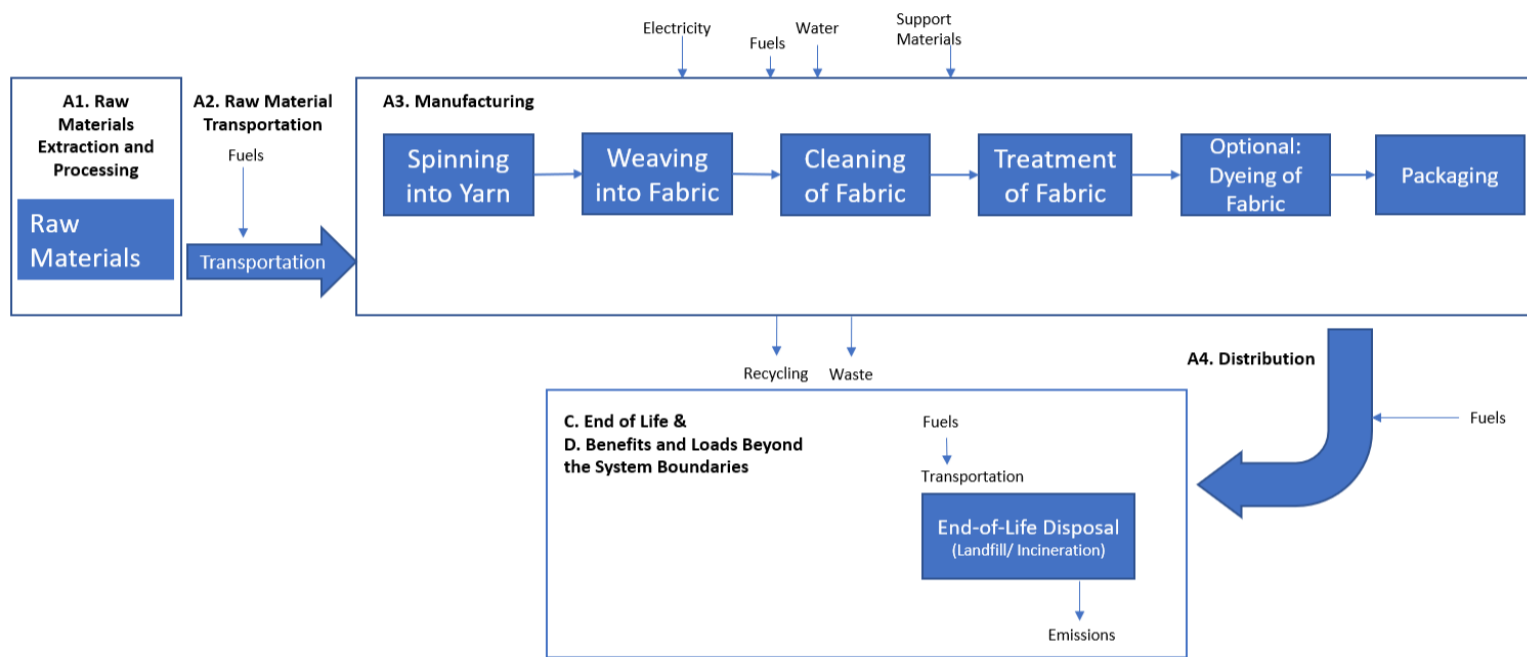 Electricity
Fuels
Water
Support
Materials
A1. Raw
Materials
Extraction and
Processing
Raw
Materials
A2. Raw Material
Transportation
Fuels
Transportation
A3. Manufacturing
Spinning
into Yarn
Weaving
into Fabric
Cleaning
of Fabric
Treatment
of Fabric
Optional:
Dyeing of
Fabric
Packaging
Recycling
Waste
A4. Distribution
Fuels
C. End of Life &
D. Benefits and Loads Beyond
the System Boundaries
Fuels
Transportation
End-of-Life Disposal
(Landfill/ Incineration)
Emissions